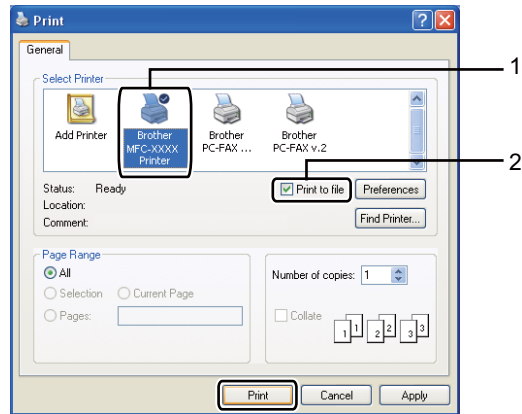 Print
General
Select Printer
1
Add Printer
Brother
MFC-XXXX
Printer
Brother
PC-FAX ...
Brother
PC-FAX v.2
2
Status: Ready
Print to file
Preferences
Location:
Comment:
Find Printer...
Page Range
All
Selection
Current Page
Pages:
Number of copies: 1
Collate
1 1 2 2 3 3
Print
Cancel
Apply